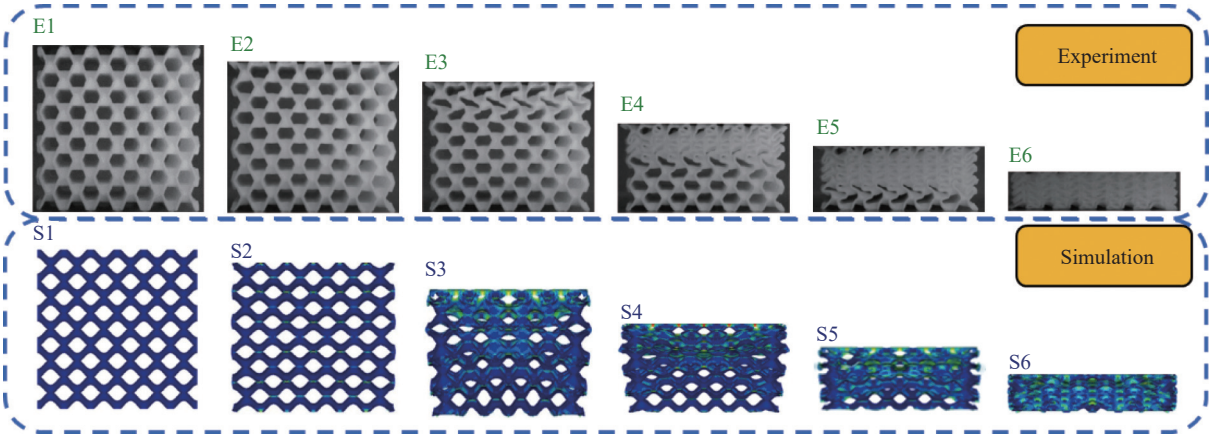 E1
E2
E3
E4
E5
E6
Experiment
S1
S2
S3
S4
S5
S6
Simulation